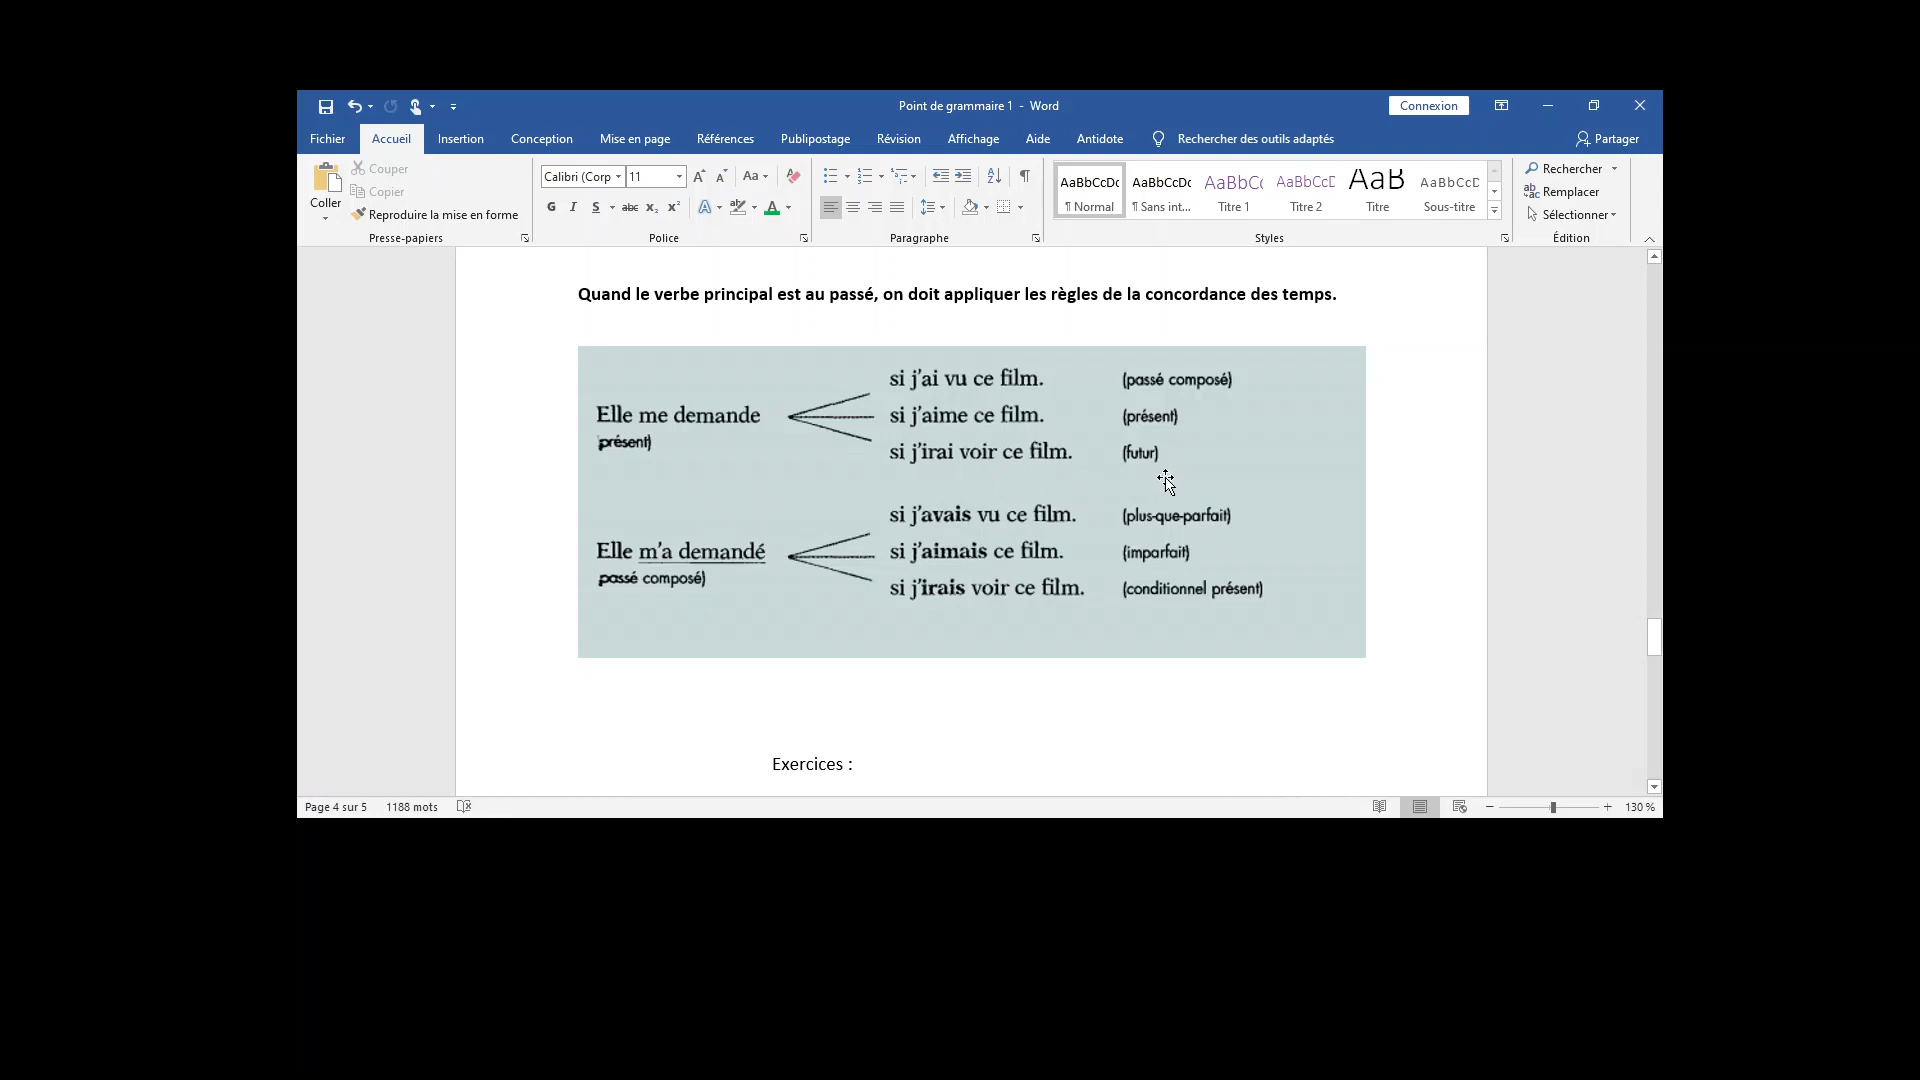 Point de grammaire 1 - Word
Connexion
Fichier Accueil Insertion Conception Mise en page Références Publipostage Révision Affichage Aide Antidote Rechercher des outils adaptés Partager
Coller
Couper
Copier
Reproduire la mise en forme
Presse-papiers
Calibri (Corp 11
Aa
G I S abc x₂ x²
Police
Paragraphe
AaBbCcDc AaBbCcDc AaBbCc AaBbCcD AaB AaBbCcD
¶ Normal ¶ Sans int... Titre 1 Titre 2 Titre Sous-titre
Styles
Rechercher
Remplacer
Sélectionner
Édition
Quand le verbe principal est au passé, on doit appliquer les règles de la concordance des temps.
si j'ai vu ce film. (passé composé)
Elle me demande si j'aime ce film. (présent)
présent)
si j'irai voir ce film. (futur)
si j'avais vu ce film. (plus-que-parfait)
Elle m'a demandé si j'aimais ce film. (imparfait)
passé composé)
si j'irais voir ce film. (conditionnel présent)
Exercices :
Page 4 sur 5 1188 mots 130 %